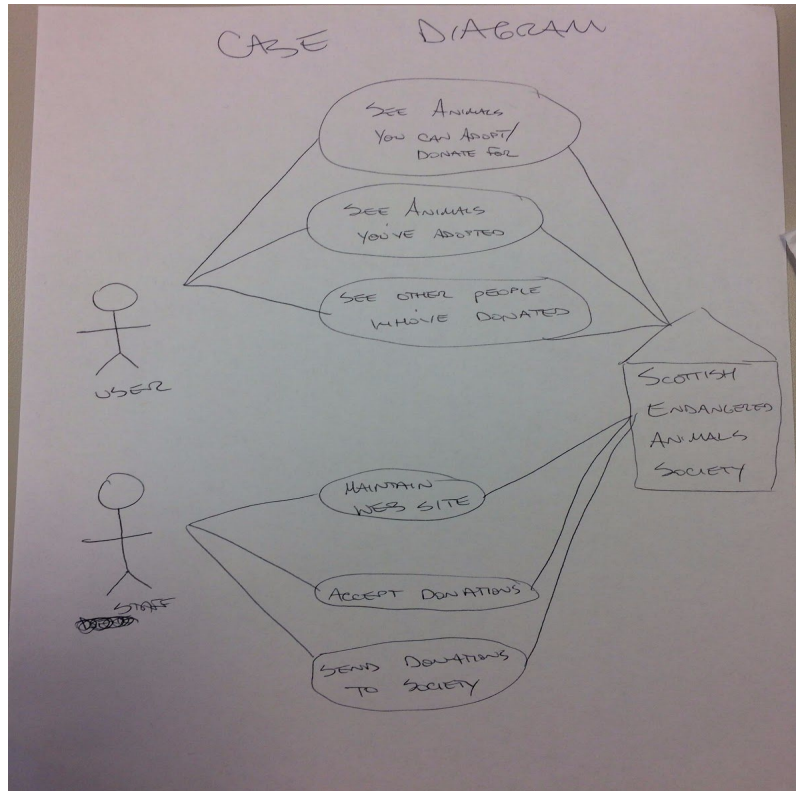 CASE DIAGRAM
SEE ANIMALS
YOU CAN ADOPT/
DONATE FOR
SEE ANIMALS
YOU'VE ADOPTED
SEE OTHER PEOPLE
WHO'VE DONATED
USER
SCOTTISH
ENDANGERED
ANIMALS
SOCIETY
MAINTAIN
WEB SITE
ACCEPT DONATIONS
STAFF
SEND DONATIONS
TO SOCIETY